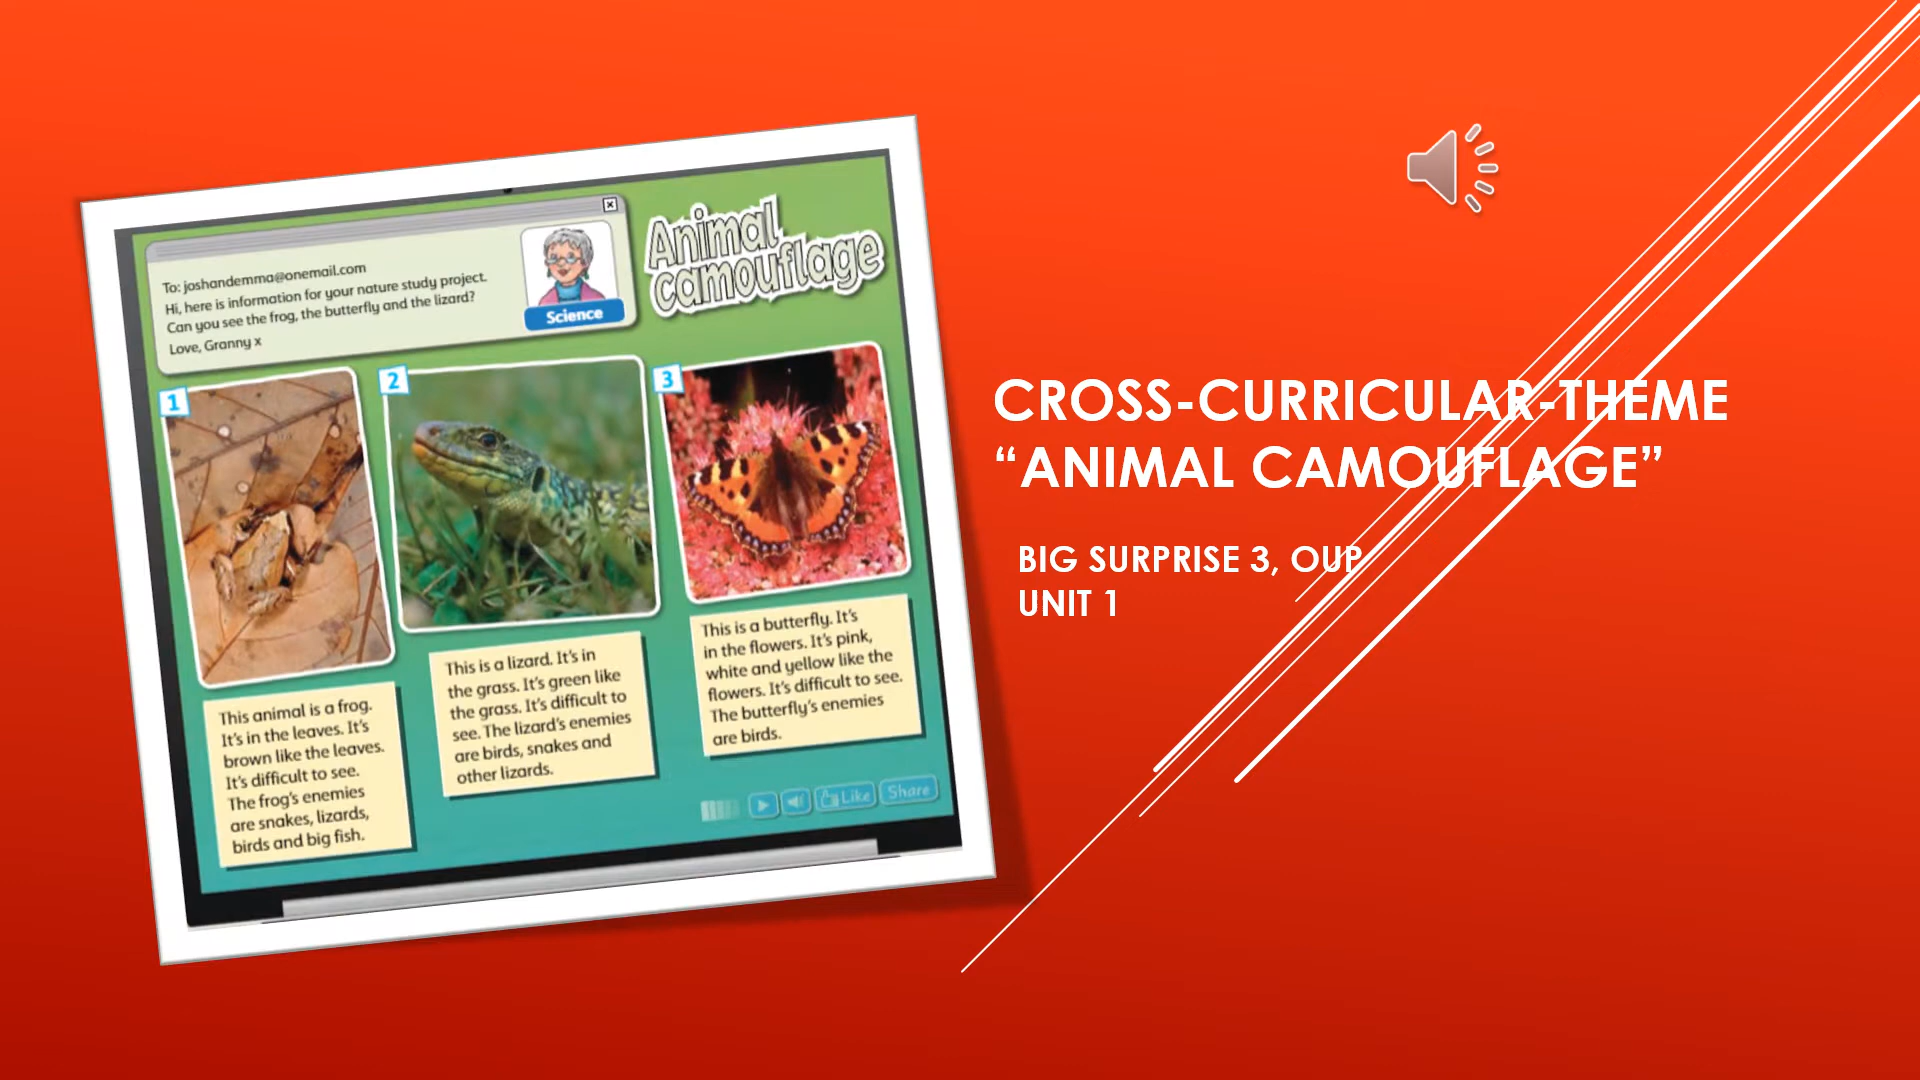 To: joshandemma@onemail.com
Hi, here is information for your nature study project.
Can you see the frog, the butterfly and the lizard?
Love, Granny x
Science
Animal
camouflage
1
2
3
This animal is a frog.
It's in the leaves. It's
brown like the leaves.
It's difficult to see.
The frog's enemies
are snakes, lizards,
birds and big fish.
This is a lizard. It's in
the grass. It's green like
the grass. It's difficult to
see. The lizard's enemies
are birds, snakes and
other lizards.
This is a butterfly. It's
in the flowers. It's pink,
white and yellow like the
flowers. It's difficult to see.
The butterfly's enemies
are birds.
Like
Share
CROSS-CURRICULAR-THEME
“ANIMAL CAMOUFLAGE”
BIG SURPRISE 3, OUP
UNIT 1